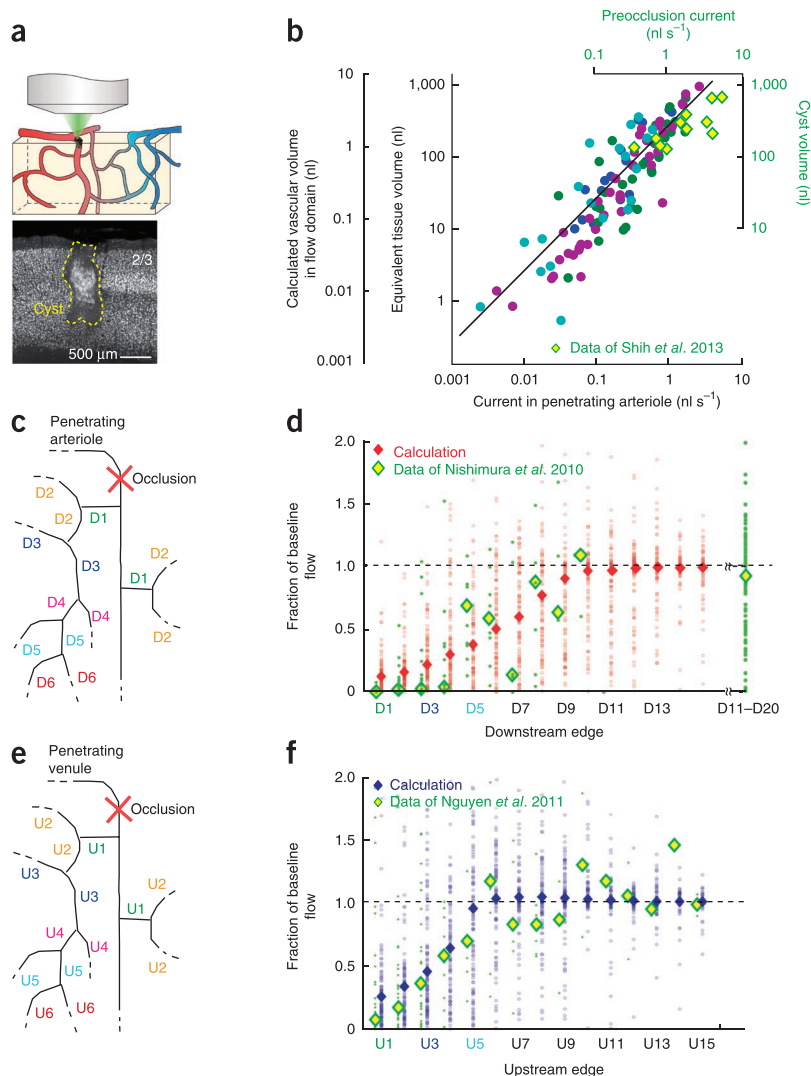 a
2/3
Cyst
500 μm
b
Preocclusion current
(nl s⁻¹)
0.1
1
10
1
0.1
0.01
0.001
Calculated vascular volume
in flow domain (nl)
1,000
100
10
1
Equivalent tissue volume (nl)
1,000
100
10
Cyst volume
(nl)
Data of Shih et al. 2013
0.001
0.01
0.1
1
10
Current in penetrating arteriole (nl s⁻¹)
c
Penetrating
arteriole
Occlusion
D2
D2
D1
D3
D3
D2
D1
D4
D4
D2
D5
D5
D6
D6
d
2.0
1.5
1.0
0.5
0
Fraction of baseline
flow
Calculation
Data of Nishimura et al. 2010
D1
D3
D5
D7
D9
D11
D13
D11–D20
Downstream edge
e
Penetrating
venule
Occlusion
U2
U2
U1
U3
U3
U2
U1
U4
U4
U2
U5
U5
U6
U6
f
2.0
1.5
1.0
0.5
0
Fraction of baseline
flow
Calculation
Data of Nguyen et al. 2011
U1
U3
U5
U7
U9
U11
U13
U15
Upstream edge